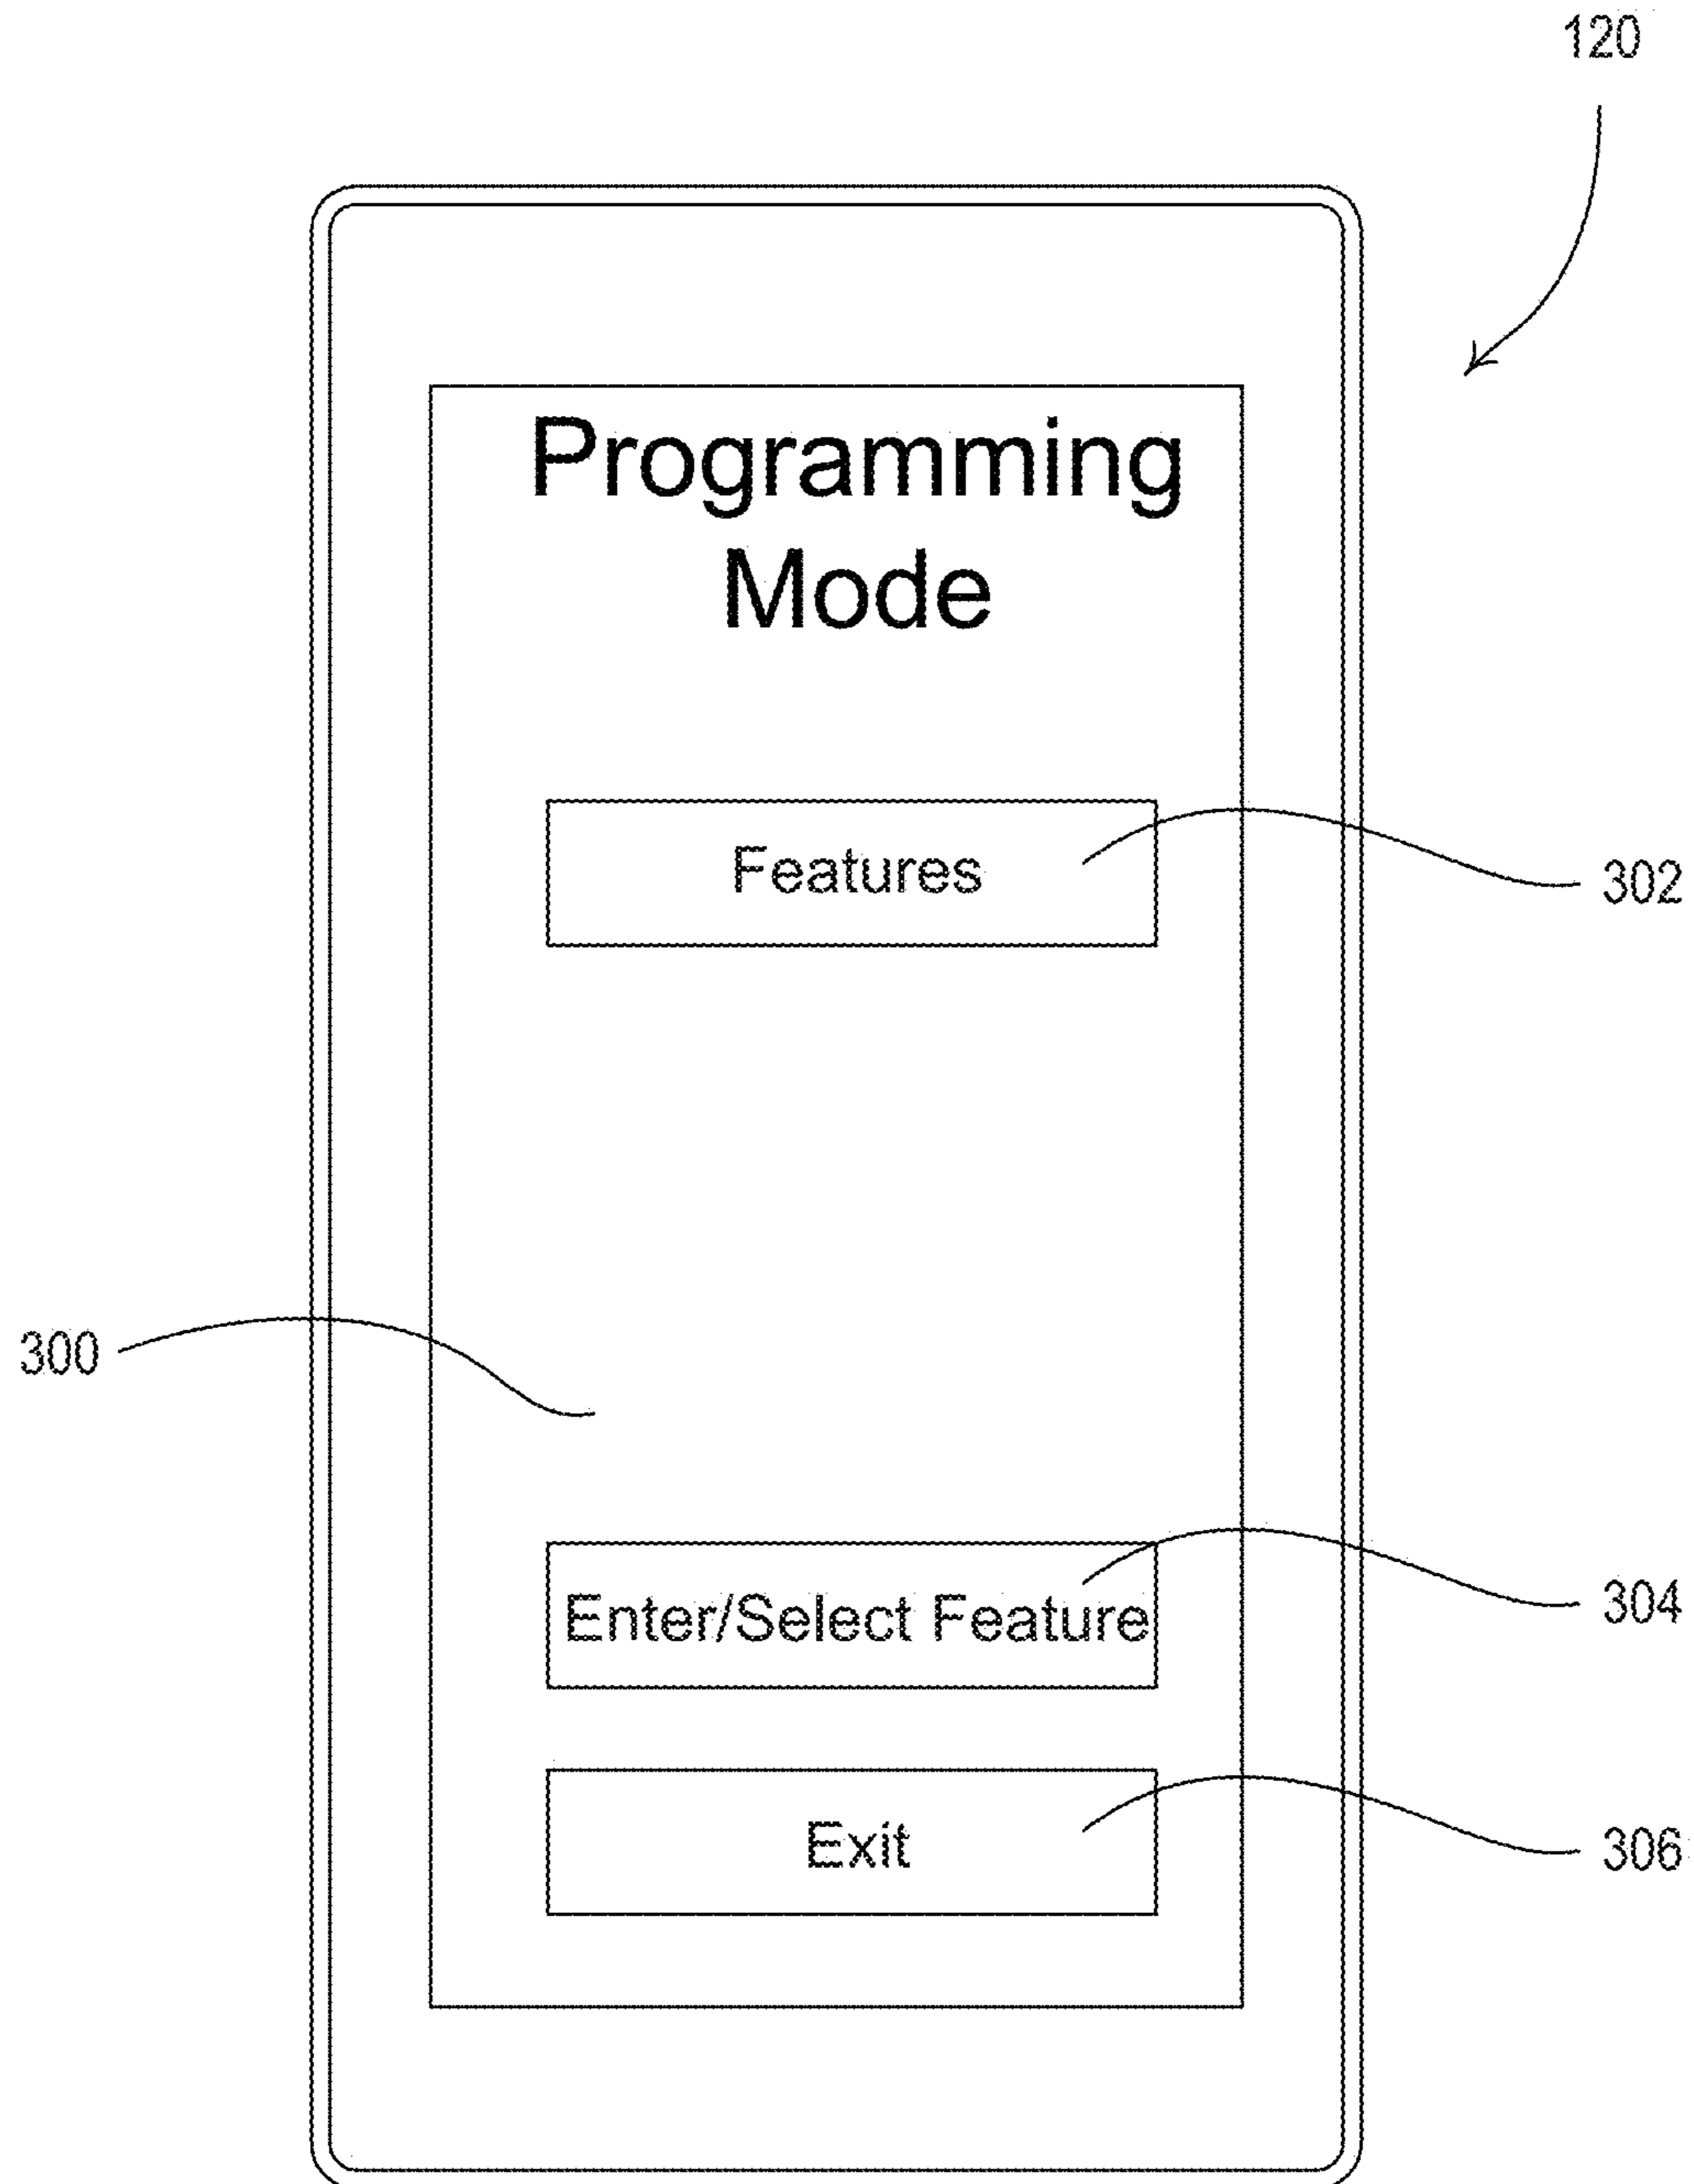 120
Programming
Mode
Features
302
300
Enter/Select Feature
304
Exit
306